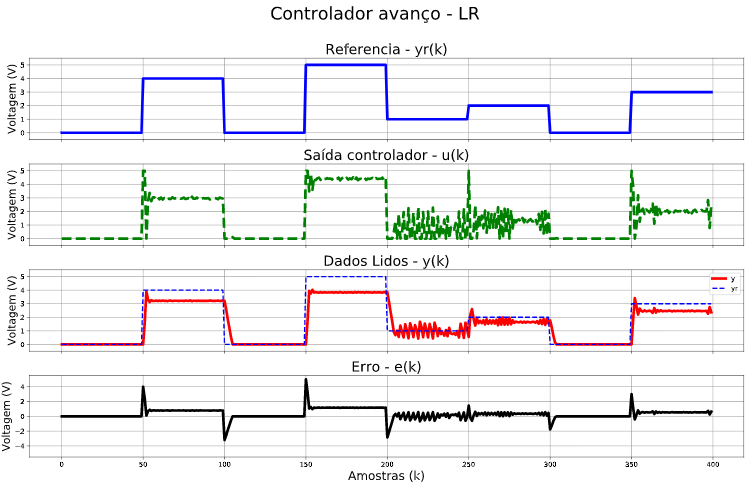 Controlador avanço - LR
Referencia - yr(k)
Voltagem (V)
5
4
3
2
1
0
Saída controlador - u(k)
Voltagem (V)
5
4
3
2
1
0
Dados Lidos - y(k)
Voltagem (V)
5
4
3
2
1
0
y
yr
Erro - e(k)
Voltagem (V)
4
2
0
−2
−4
0 50 100 150 200 250 300 350 400
Amostras (k)